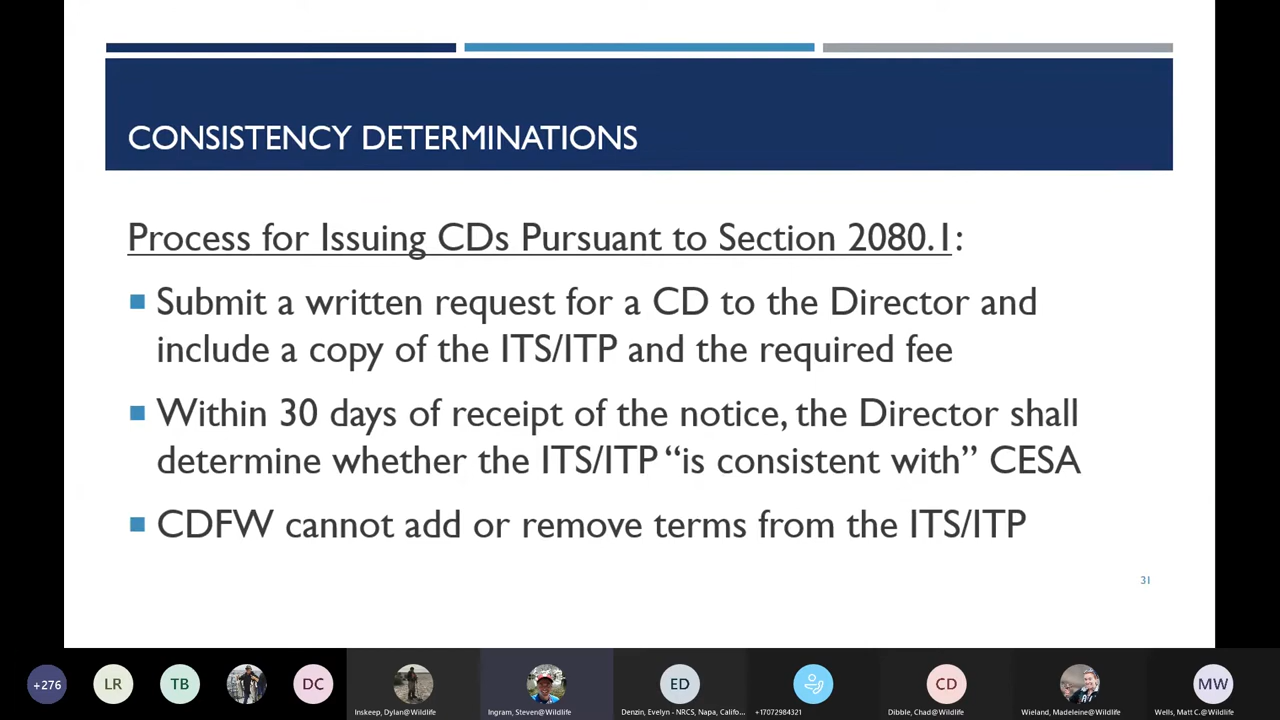 CONSISTENCY DETERMINATIONS
Process for Issuing CDs Pursuant to Section 2080.1:
Submit a written request for a CD to the Director and
include a copy of the ITS/ITP and the required fee
Within 30 days of receipt of the notice, the Director shall
determine whether the ITS/ITP “is consistent with” CESA
CDFW cannot add or remove terms from the ITS/ITP
31
+276
LR
TB
DC
ED
CD
MW
Inskeep, Dylan@Wildlife
Ingram, Steven@Wildlife
Denzin, Evelyn - NRCS, Napa, Califo...
+17072984321
Dibble, Chad@Wildlife
Wieland, Madeleine@Wildlife
Wells, Matt C.@Wildlife